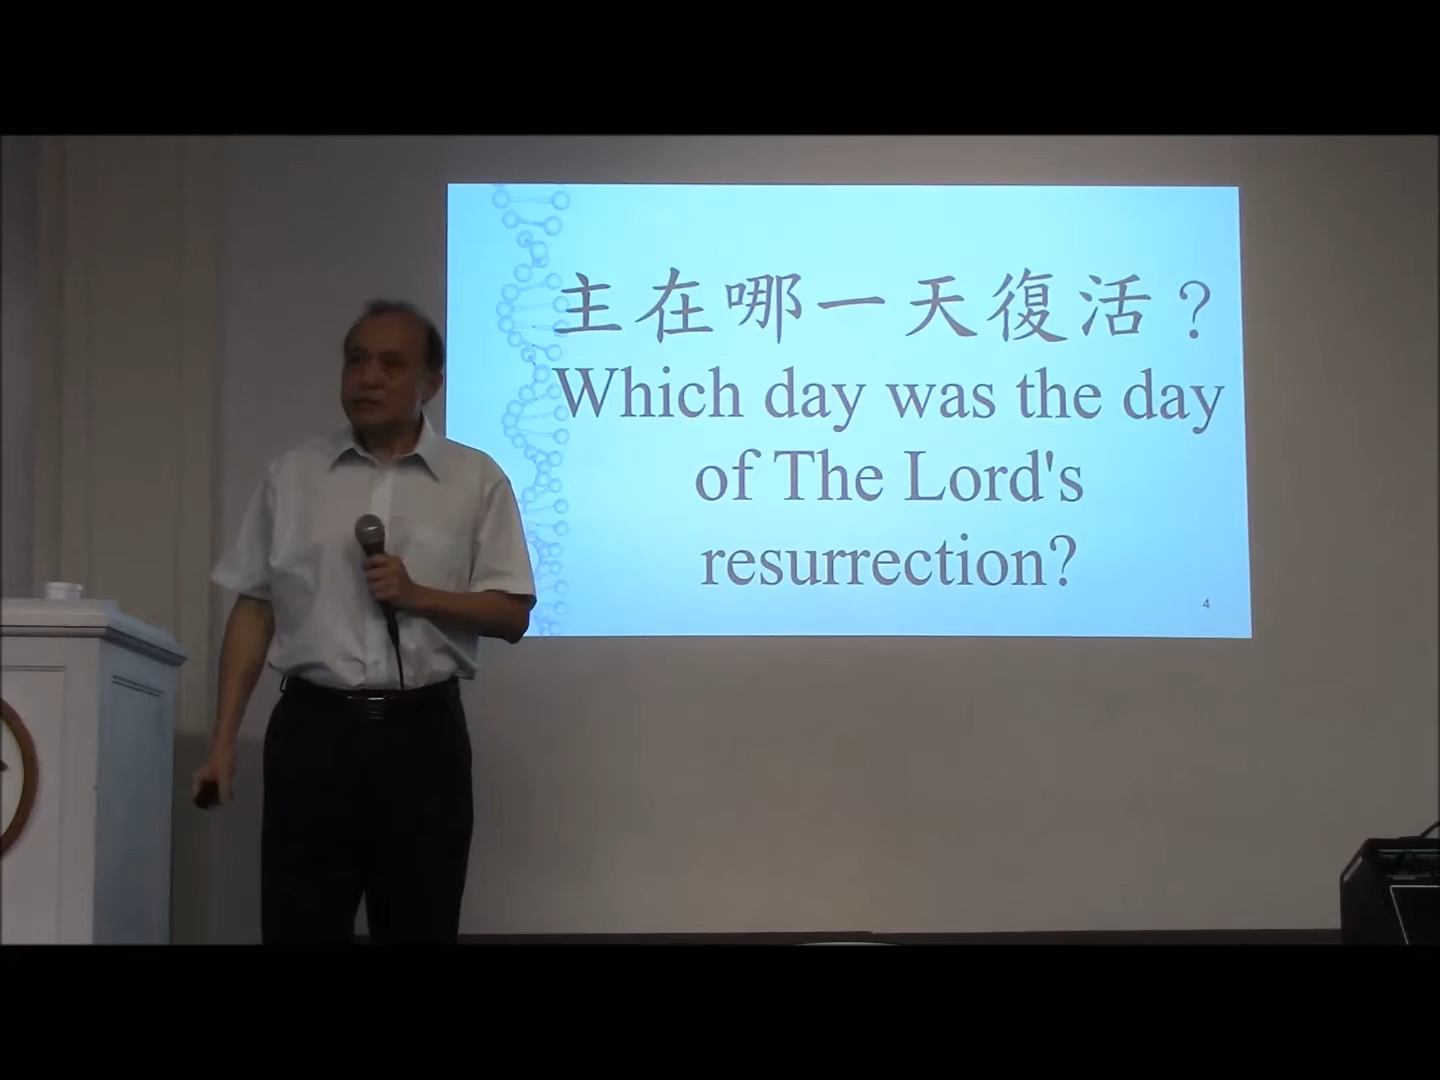 主在哪一天復活？
Which day was the day
of The Lord's
resurrection?
4